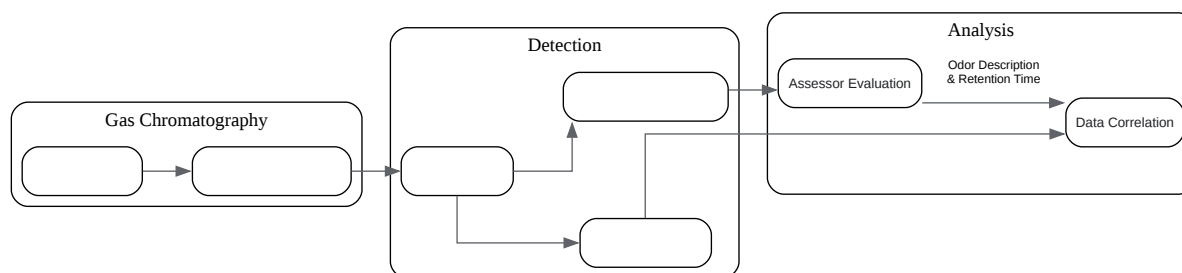 Gas Chromatography
Detection
Analysis
Assessor Evaluation
Odor Description
& Retention Time
Data Correlation